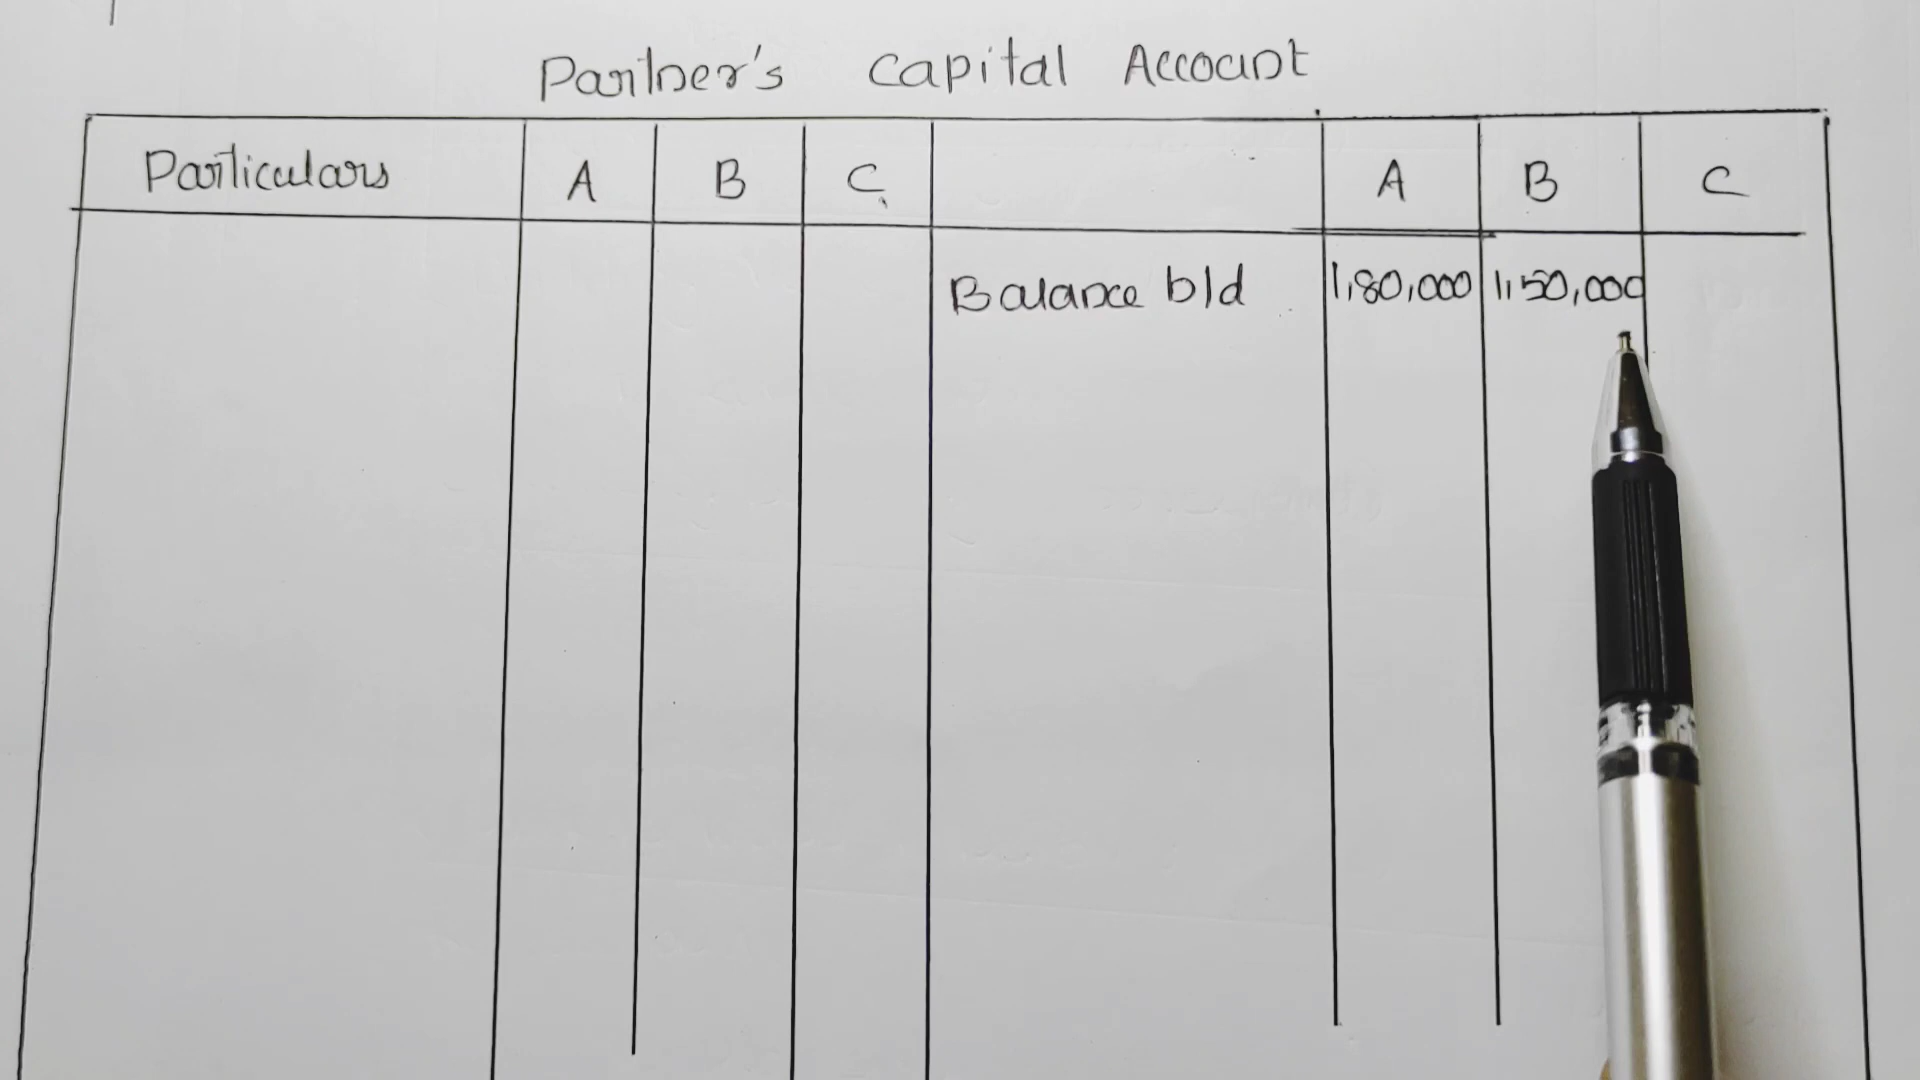 Partner's Capital Account
Particulars A B C A B C
Balance b/d 1,80,000 1,50,000